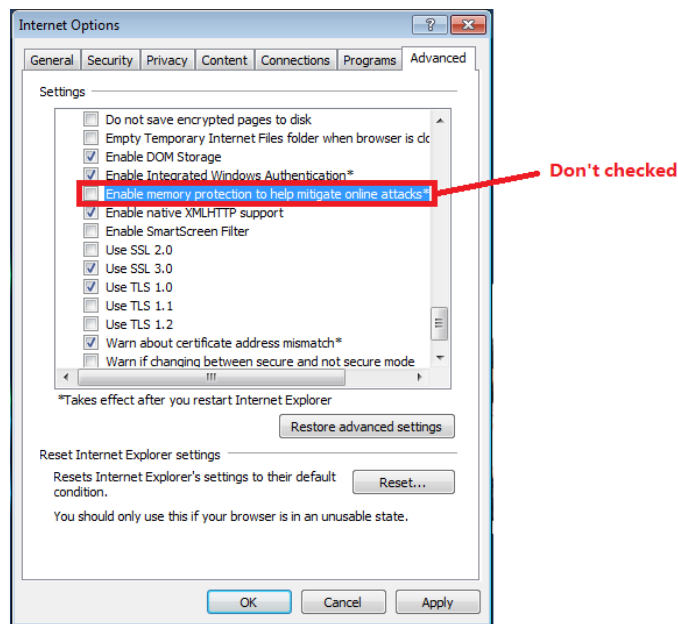 Internet Options
General Security Privacy Content Connections Programs Advanced
Settings
Do not save encrypted pages to disk
Empty Temporary Internet Files folder when browser is clo
Enable DOM Storage
Enable Integrated Windows Authentication*
Enable memory protection to help mitigate online attacks*
Don't checked
Enable native XMLHTTP support
Enable SmartScreen Filter
Use SSL 2.0
Use SSL 3.0
Use TLS 1.0
Use TLS 1.1
Use TLS 1.2
Warn about certificate address mismatch*
Warn if changing between secure and not secure mode
*Takes effect after you restart Internet Explorer
Restore advanced settings
Reset Internet Explorer settings
Resets Internet Explorer's settings to their default
condition.
Reset...
You should only use this if your browser is in an unusable state.
OK Cancel Apply